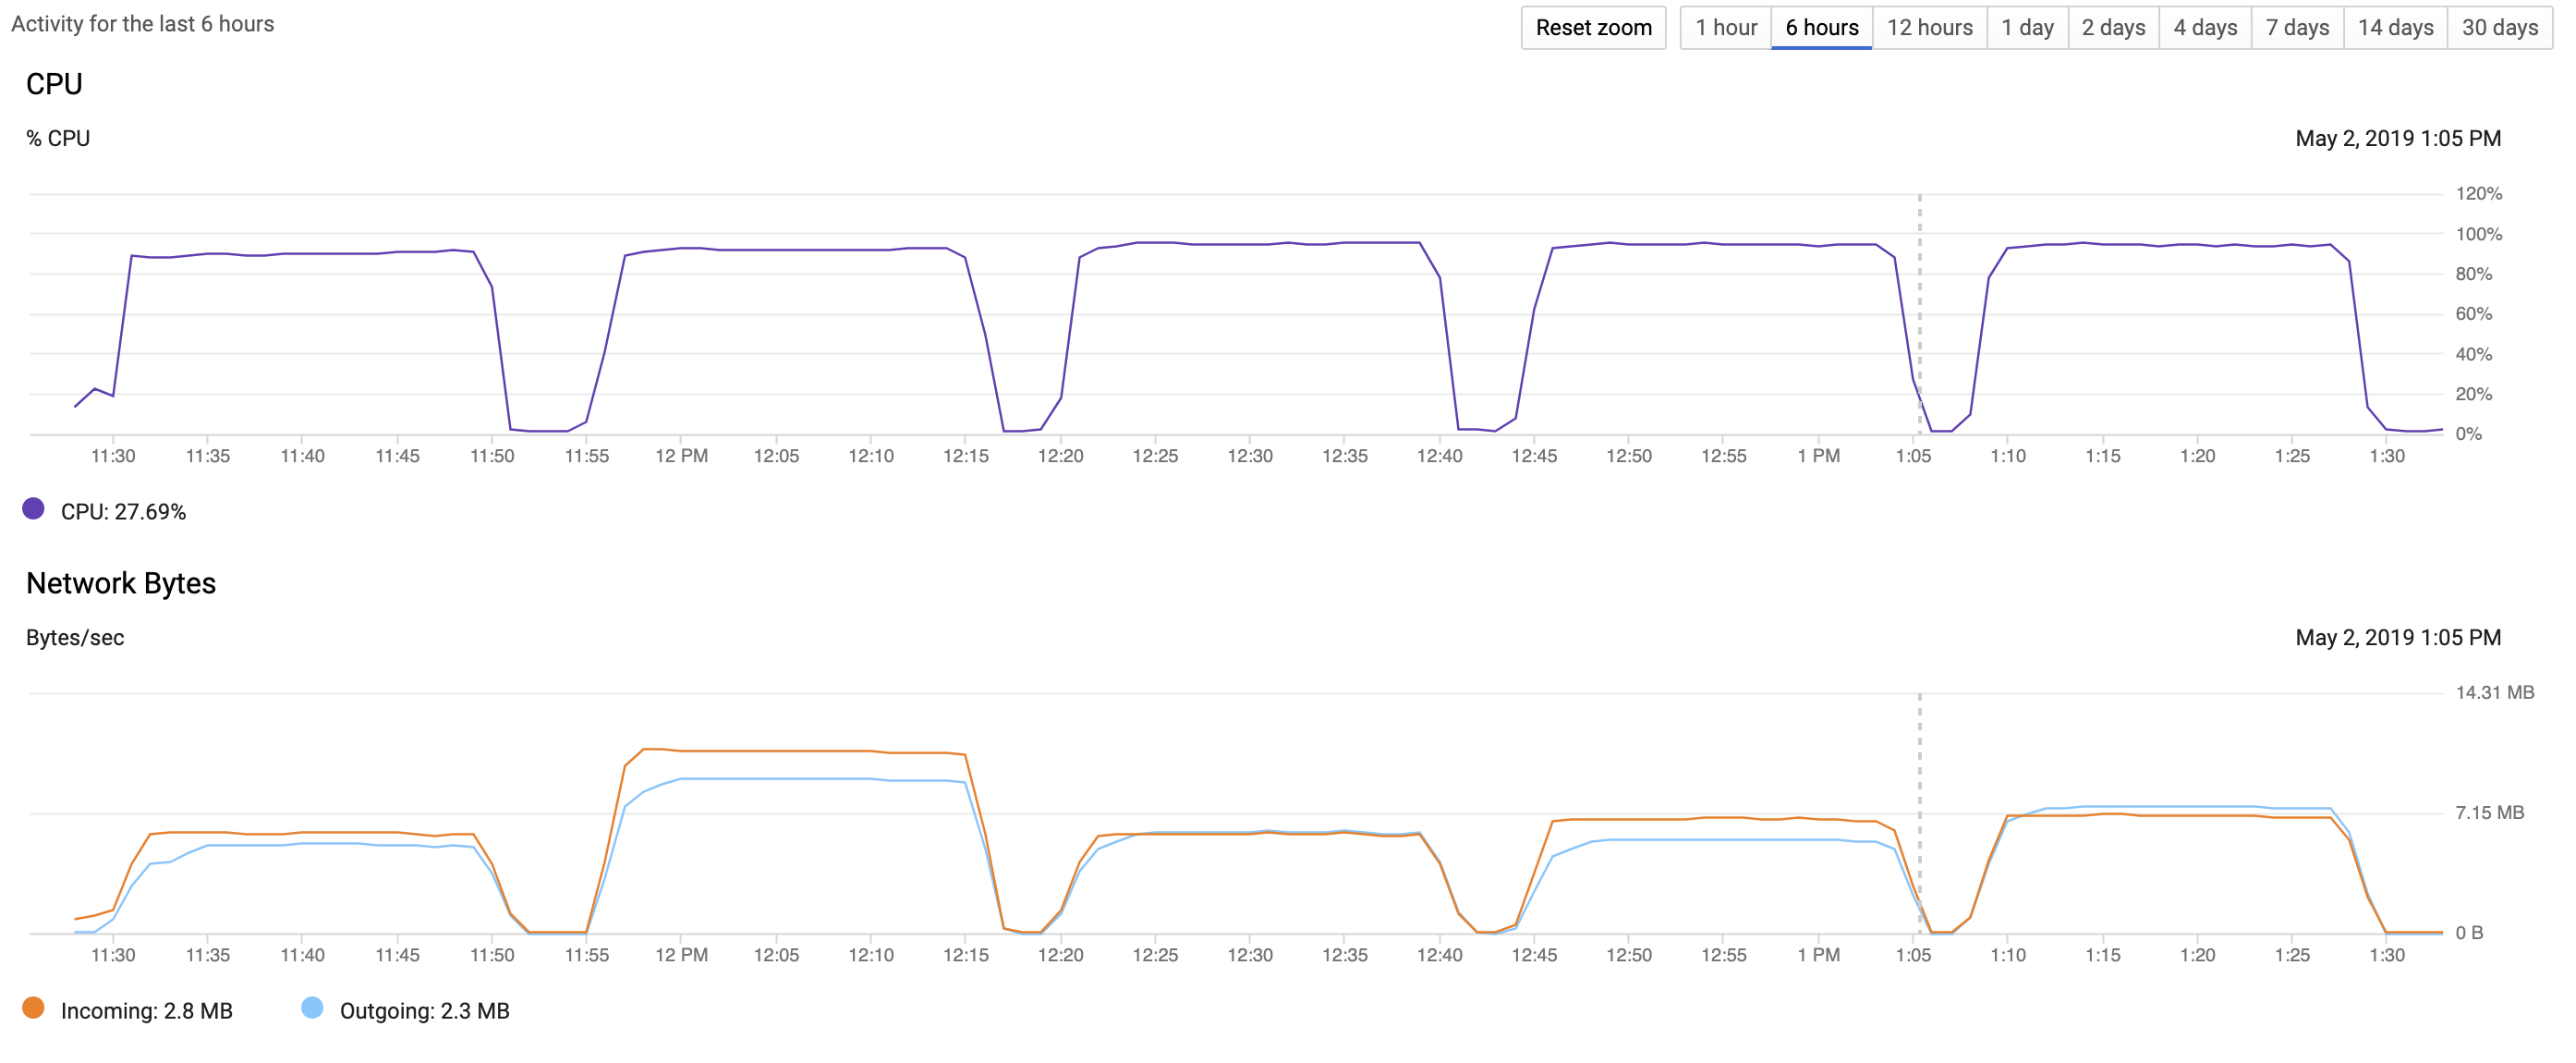 Activity for the last 6 hours
Reset zoom 1 hour 6 hours 12 hours 1 day 2 days 4 days 7 days 14 days 30 days
CPU
% CPU May 2, 2019 1:05 PM
120%
100%
80%
60%
40%
20%
0%
11:30 11:35 11:40 11:45 11:50 11:55 12 PM 12:05 12:10 12:15 12:20 12:25 12:30 12:35 12:40 12:45 12:50 12:55 1 PM 1:05 1:10 1:15 1:20 1:25 1:30
CPU: 27.69%
Network Bytes
Bytes/sec May 2, 2019 1:05 PM
14.31 MB
7.15 MB
0 B
11:30 11:35 11:40 11:45 11:50 11:55 12 PM 12:05 12:10 12:15 12:20 12:25 12:30 12:35 12:40 12:45 12:50 12:55 1 PM 1:05 1:10 1:15 1:20 1:25 1:30
Incoming: 2.8 MB Outgoing: 2.3 MB